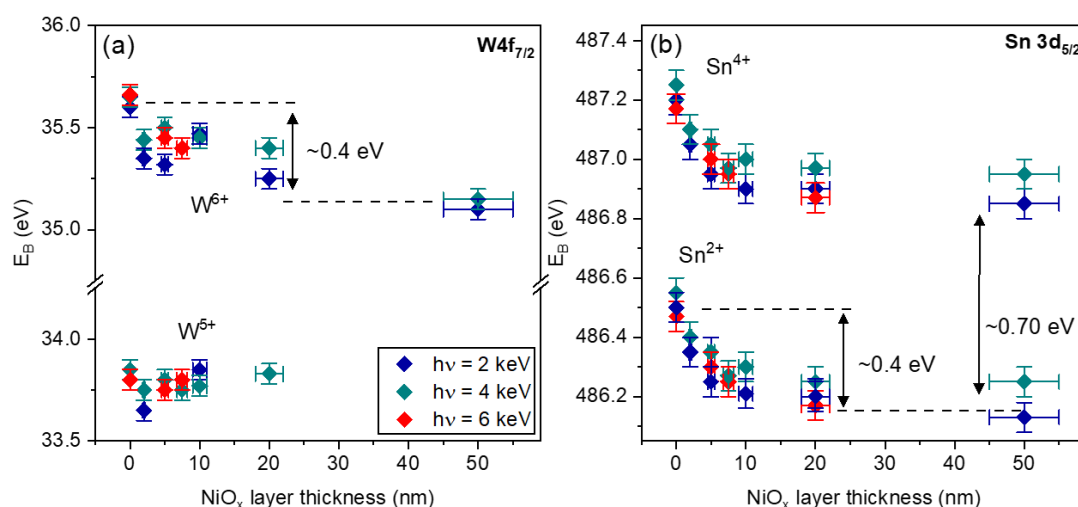 (a)
W4f7/2
36.0
35.5
35.0
34.0
33.5
EB (eV)
~0.4 eV
W6+
W5+
hν = 2 keV
hν = 4 keV
hν = 6 keV
0 10 20 30 40 50
NiOx layer thickness (nm)
(b)
Sn 3d5/2
487.4
487.2
487.0
486.8
486.6
486.4
486.2
EB (eV)
Sn4+
Sn2+
~0.4 eV
~0.70 eV
0 10 20 30 40 50
NiOx layer thickness (nm)